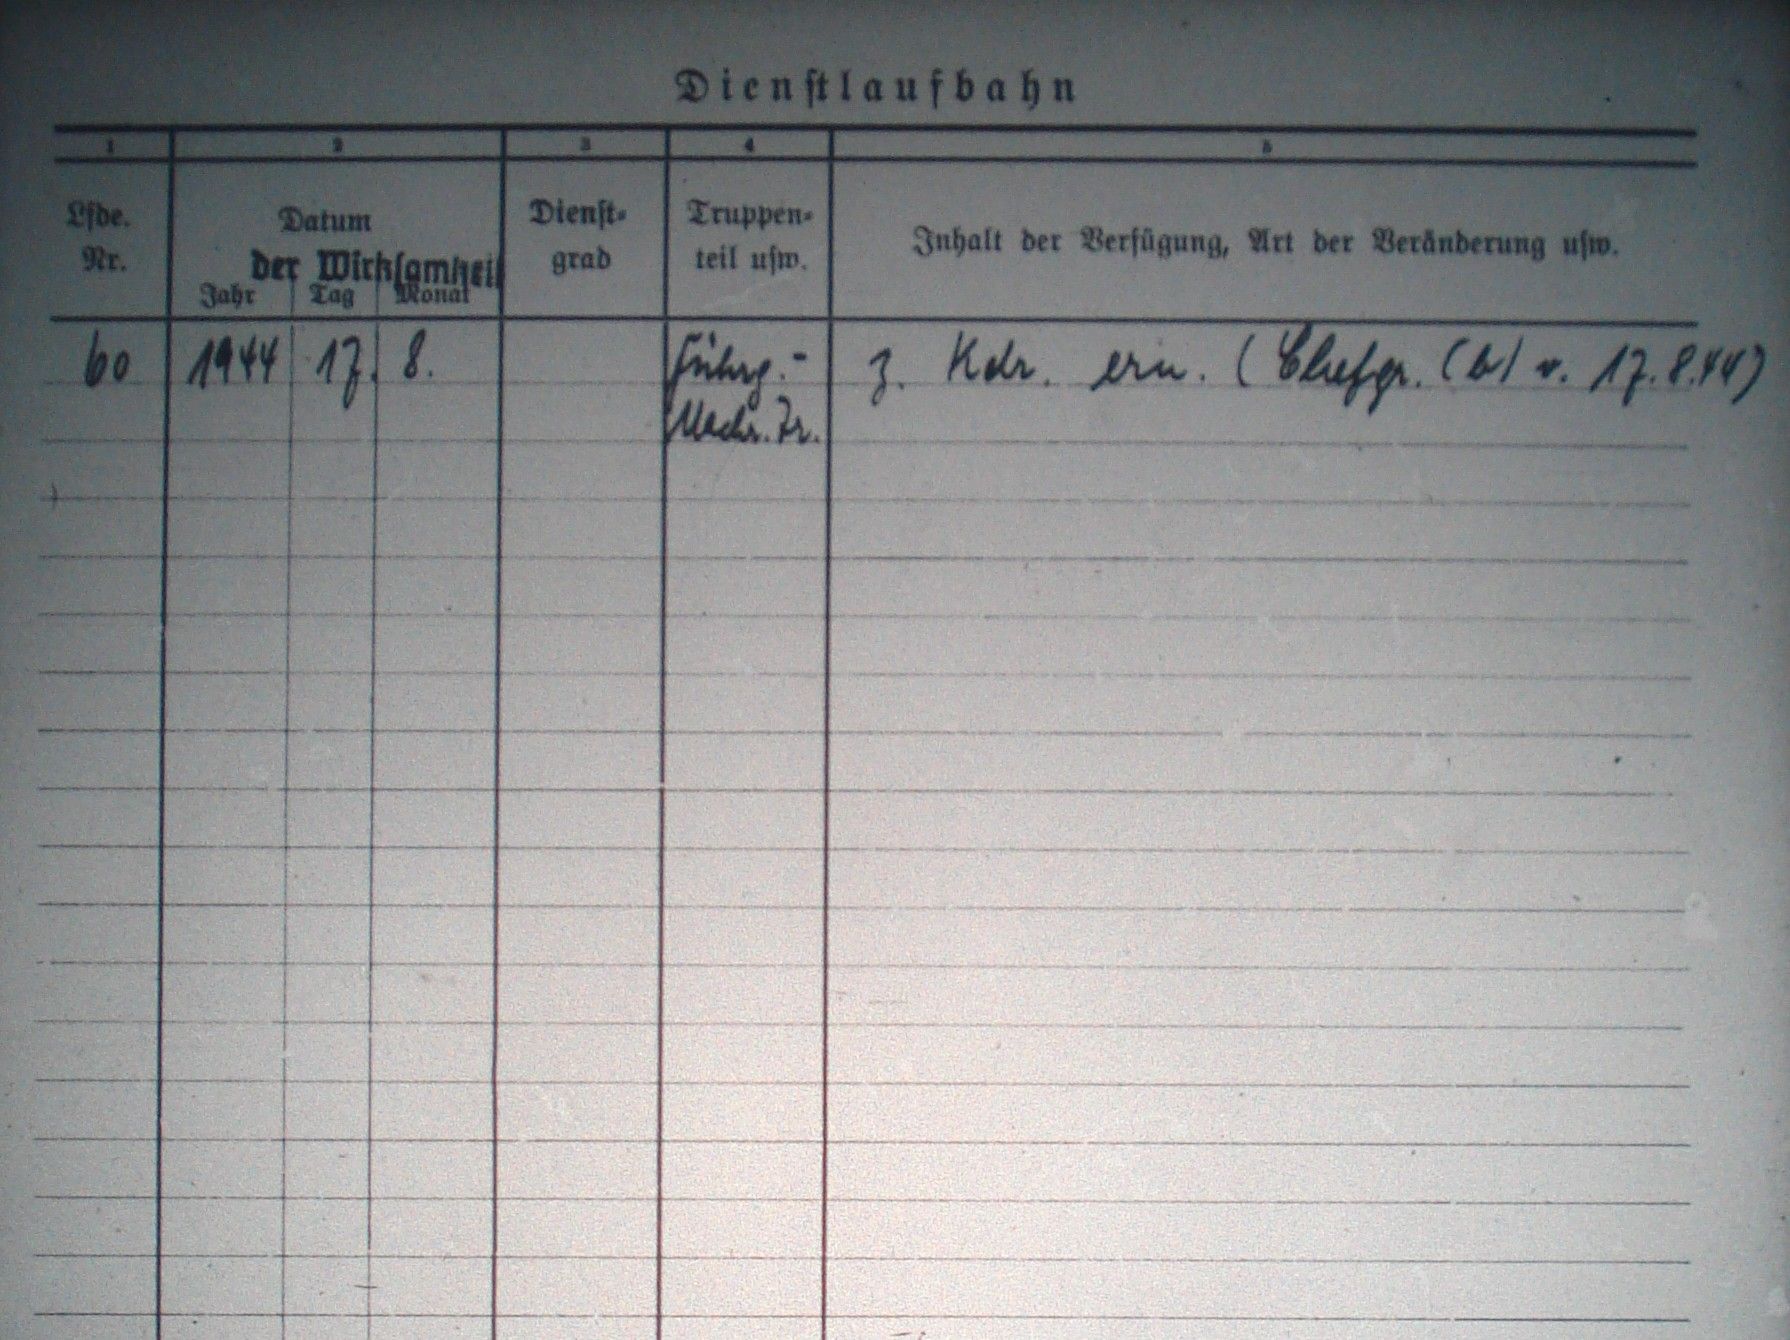 Dienstlaufbahn
1 2 3 4 5
Lfde. Datum Dienst- Truppen- Inhalt der Verfügung, Art der Veränderung usw.
Nr. der Wirksamkeit grad teil usw.
Jahr Tag Monat
60 1944 17. 8. Führg.- z. Kdr. ern. (Chefgr. (b) v. 17.8.44)
Nachr. Tr.